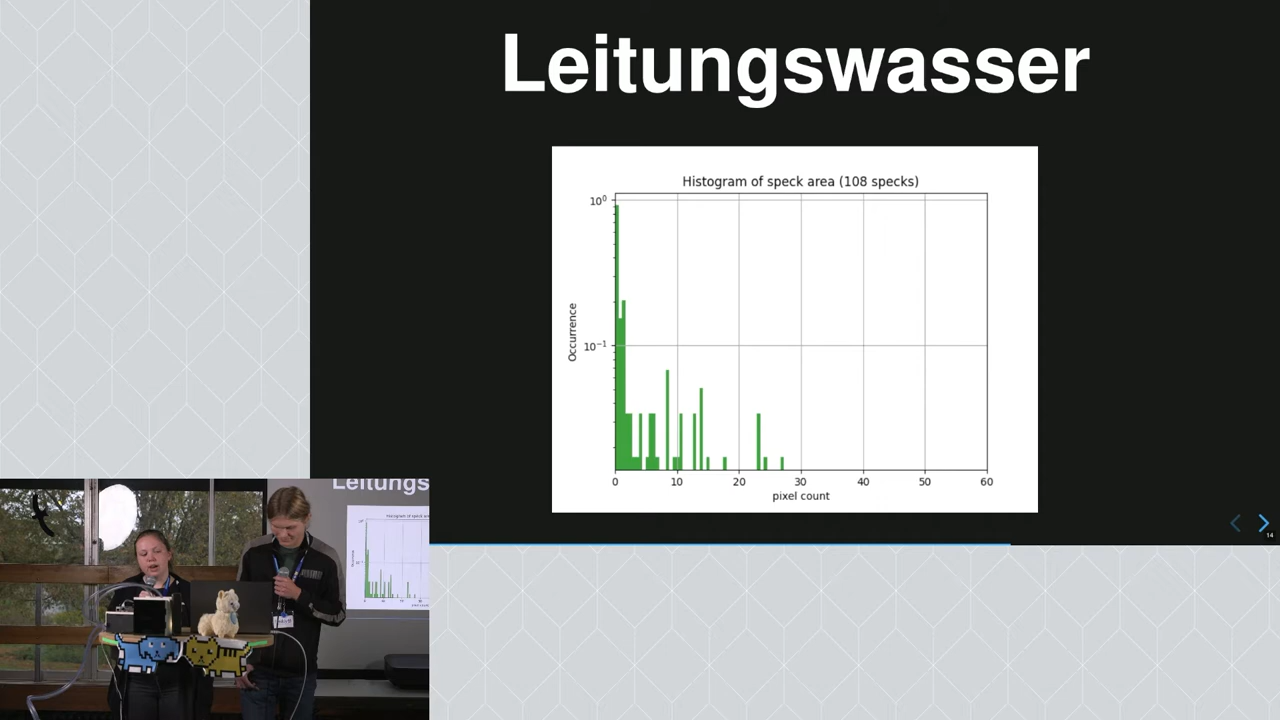 Leitungswasser
Histogram of speck area (108 specks)
10⁰
10⁻¹
Occurrence
0 10 20 30 40 50 60
pixel count
14
Leitungs